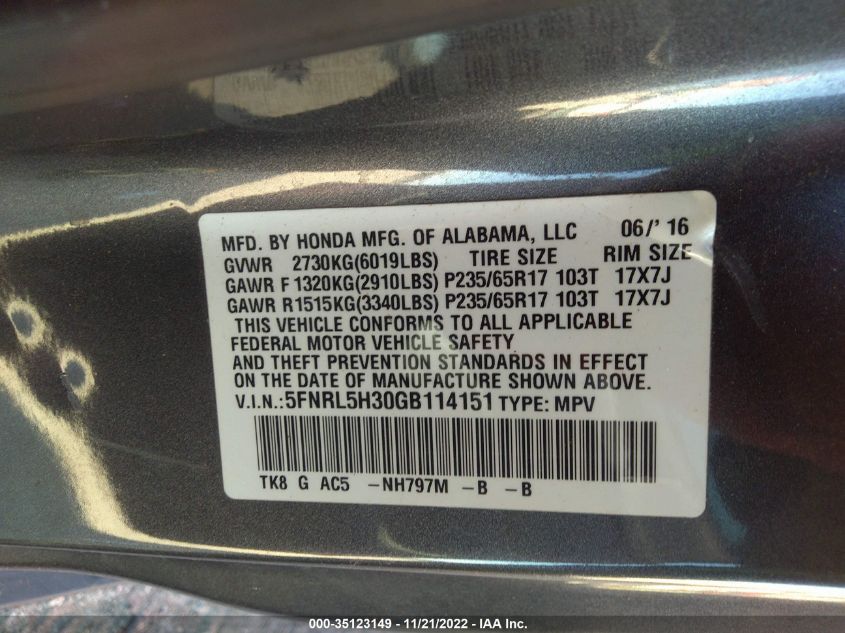 MFD. BY HONDA MFG. OF ALABAMA, LLC 06/' 16
GVWR 2730KG(6019LBS) TIRE SIZE RIM SIZE
GAWR F 1320KG(2910LBS) P235/65R17 103T 17X7J
GAWR R1515KG(3340LBS) P235/65R17 103T 17X7J
THIS VEHICLE CONFORMS TO ALL APPLICABLE
FEDERAL MOTOR VEHICLE SAFETY
AND THEFT PREVENTION STANDARDS IN EFFECT
ON THE DATE OF MANUFACTURE SHOWN ABOVE.
V.I.N.:5FNRL5H30GB114151 TYPE: MPV
TK8 G AC5 -NH797M -B -B
000-35123149 - 11/21/2022 - IAA Inc.